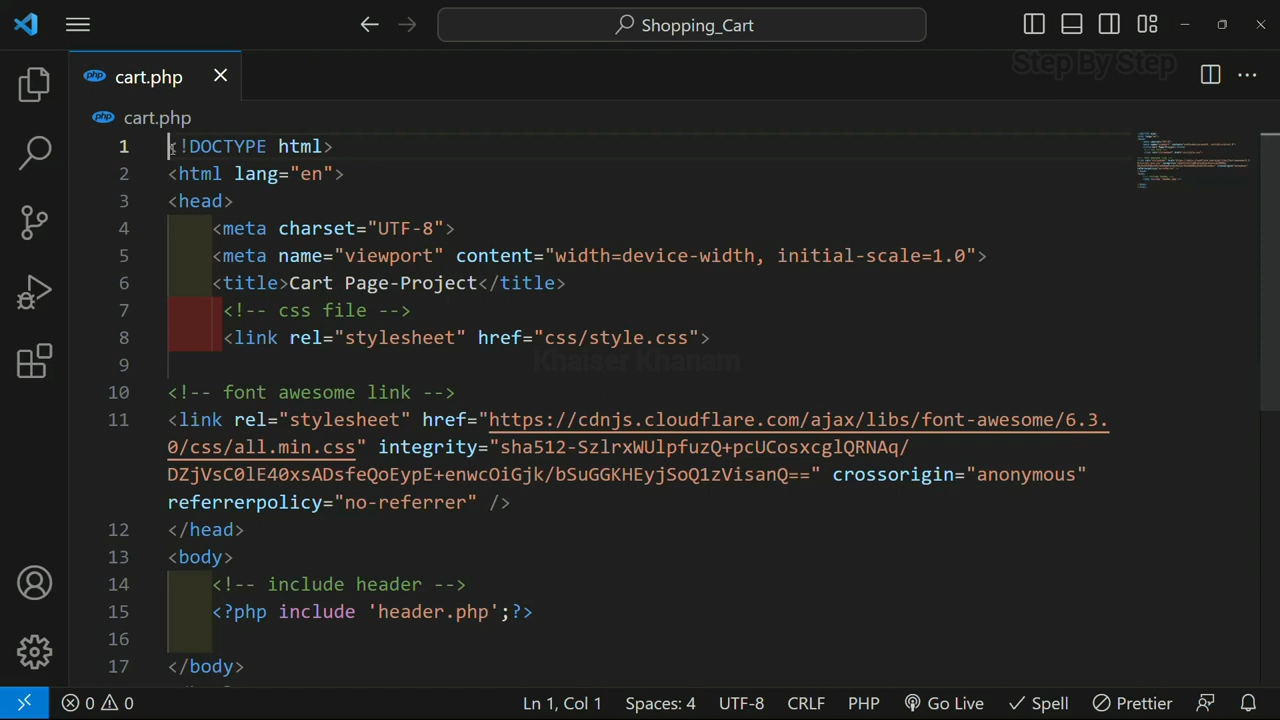 Shopping_Cart
Step By Step
php cart.php
php cart.php
1 <!DOCTYPE html>
2 <html lang="en">
3 <head>
4 <meta charset="UTF-8">
5 <meta name="viewport" content="width=device-width, initial-scale=1.0">
6 <title>Cart Page-Project</title>
7 <!-- css file -->
8 <link rel="stylesheet" href="css/style.css">
Khaiser Khanam
9
10 <!-- font awesome link -->
11 <link rel="stylesheet" href="https://cdnjs.cloudflare.com/ajax/libs/font-awesome/6.3.
0/css/all.min.css" integrity="sha512-SzlrxWUlpfuzQ+pcUCosxcglQRNAq/
DZjVsC0lE40xsADsfeQoEypE+enwcOiGjk/bSuGGKHEyjSoQ1zVisanQ==" crossorigin="anonymous"
referrerpolicy="no-referrer" />
12 </head>
13 <body>
14 <!-- include header -->
15 <?php include 'header.php';?>
16
17 </body>
0 0 Ln 1, Col 1 Spaces: 4 UTF-8 CRLF PHP Go Live Spell Prettier